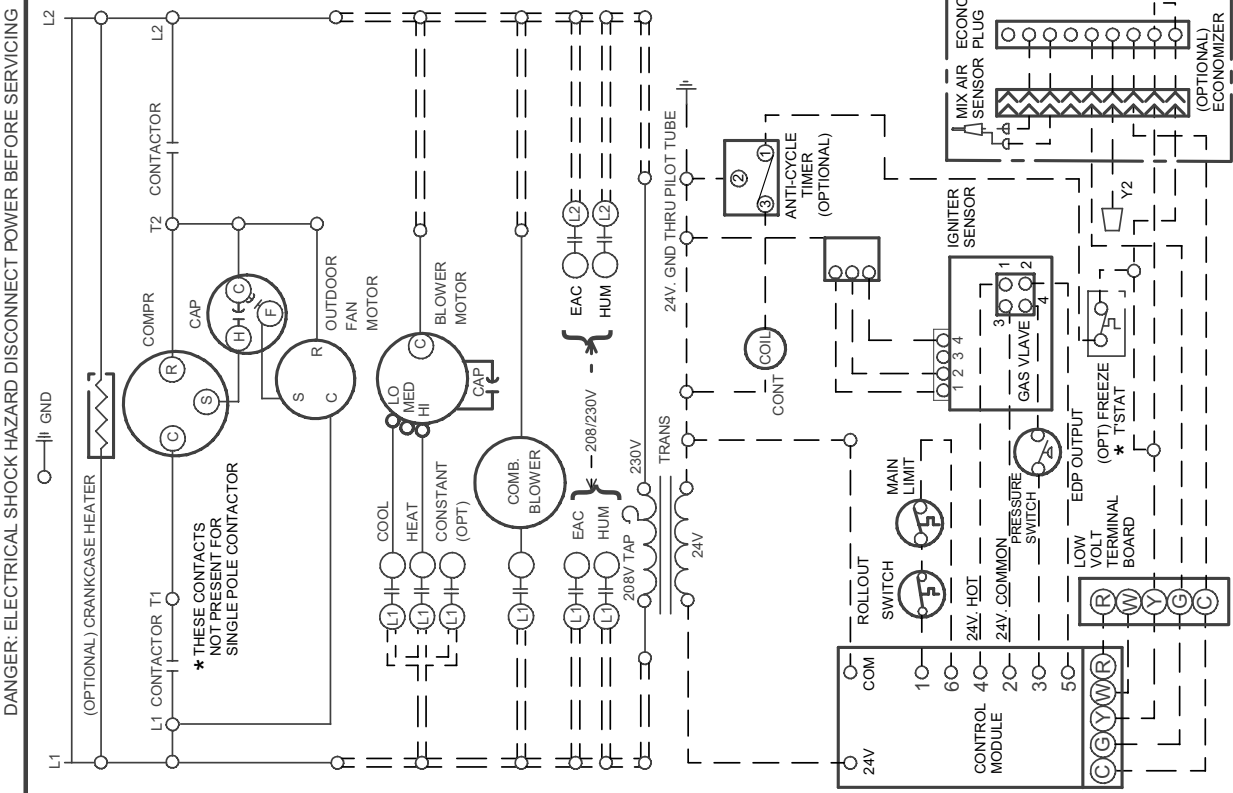 DANGER: ELECTRICAL SHOCK HAZARD DISCONNECT POWER BEFORE SERVICING
L1
GND
L2
(OPTIONAL) CRANKCASE HEATER
L1
CONTACTOR
T1
COMPR
C
R
S
T2
CONTACTOR
L2
* THESE CONTACTS
NOT PRESENT FOR
SINGLE POLE CONTACTOR
CAP
H
C
F
C
S
R
OUTDOOR
FAN
MOTOR
L1
COOL
L1
HEAT
L1
CONSTANT
(OPT)
LO
MED
HI
C
CAP
BLOWER
MOTOR
L1
COMB.
BLOWER
L1
EAC
L1
HUM
208/230V
EAC
L2
HUM
L2
208V TAP
230V
TRANS
24V
24V. GND THRU PILOT TUBE
CONT
COIL
3
2
1
ANTI-CYCLE
TIMER
(OPTIONAL)
24V
COM
CONTROL
MODULE
1
6
4
2
3
5
ROLLOUT
SWITCH
MAIN
LIMIT
24V. HOT
24V. COMMON
PRESSURE
SWITCH
EDP OUTPUT
1 2 3 4
IGNITER
SENSOR
GAS VLAVE
3
1
4
2
C G Y W R
LOW
VOLT
TERMINAL
BOARD
R
W
Y
G
C
(OPT) FREEZE
* T'STAT
Y2
MIX AIR
SENSOR
ECONO
PLUG
(OPTIONAL)
ECONOMIZER